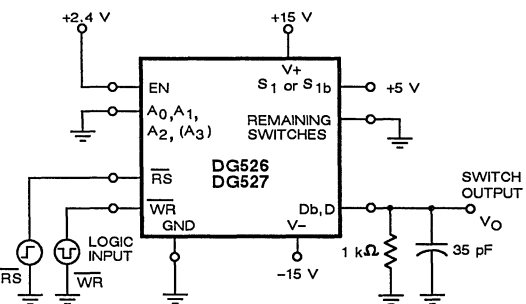 +2.4 V
+15 V
V+
EN
S1 or S1b
+5 V
A0,A1,
A2, (A3)
REMAINING
SWITCHES
DG526
DG527
RS
SWITCH
OUTPUT
WR
Db, D
VO
GND
V−
LOGIC
INPUT
1 kΩ
35 pF
RS
WR
−15 V